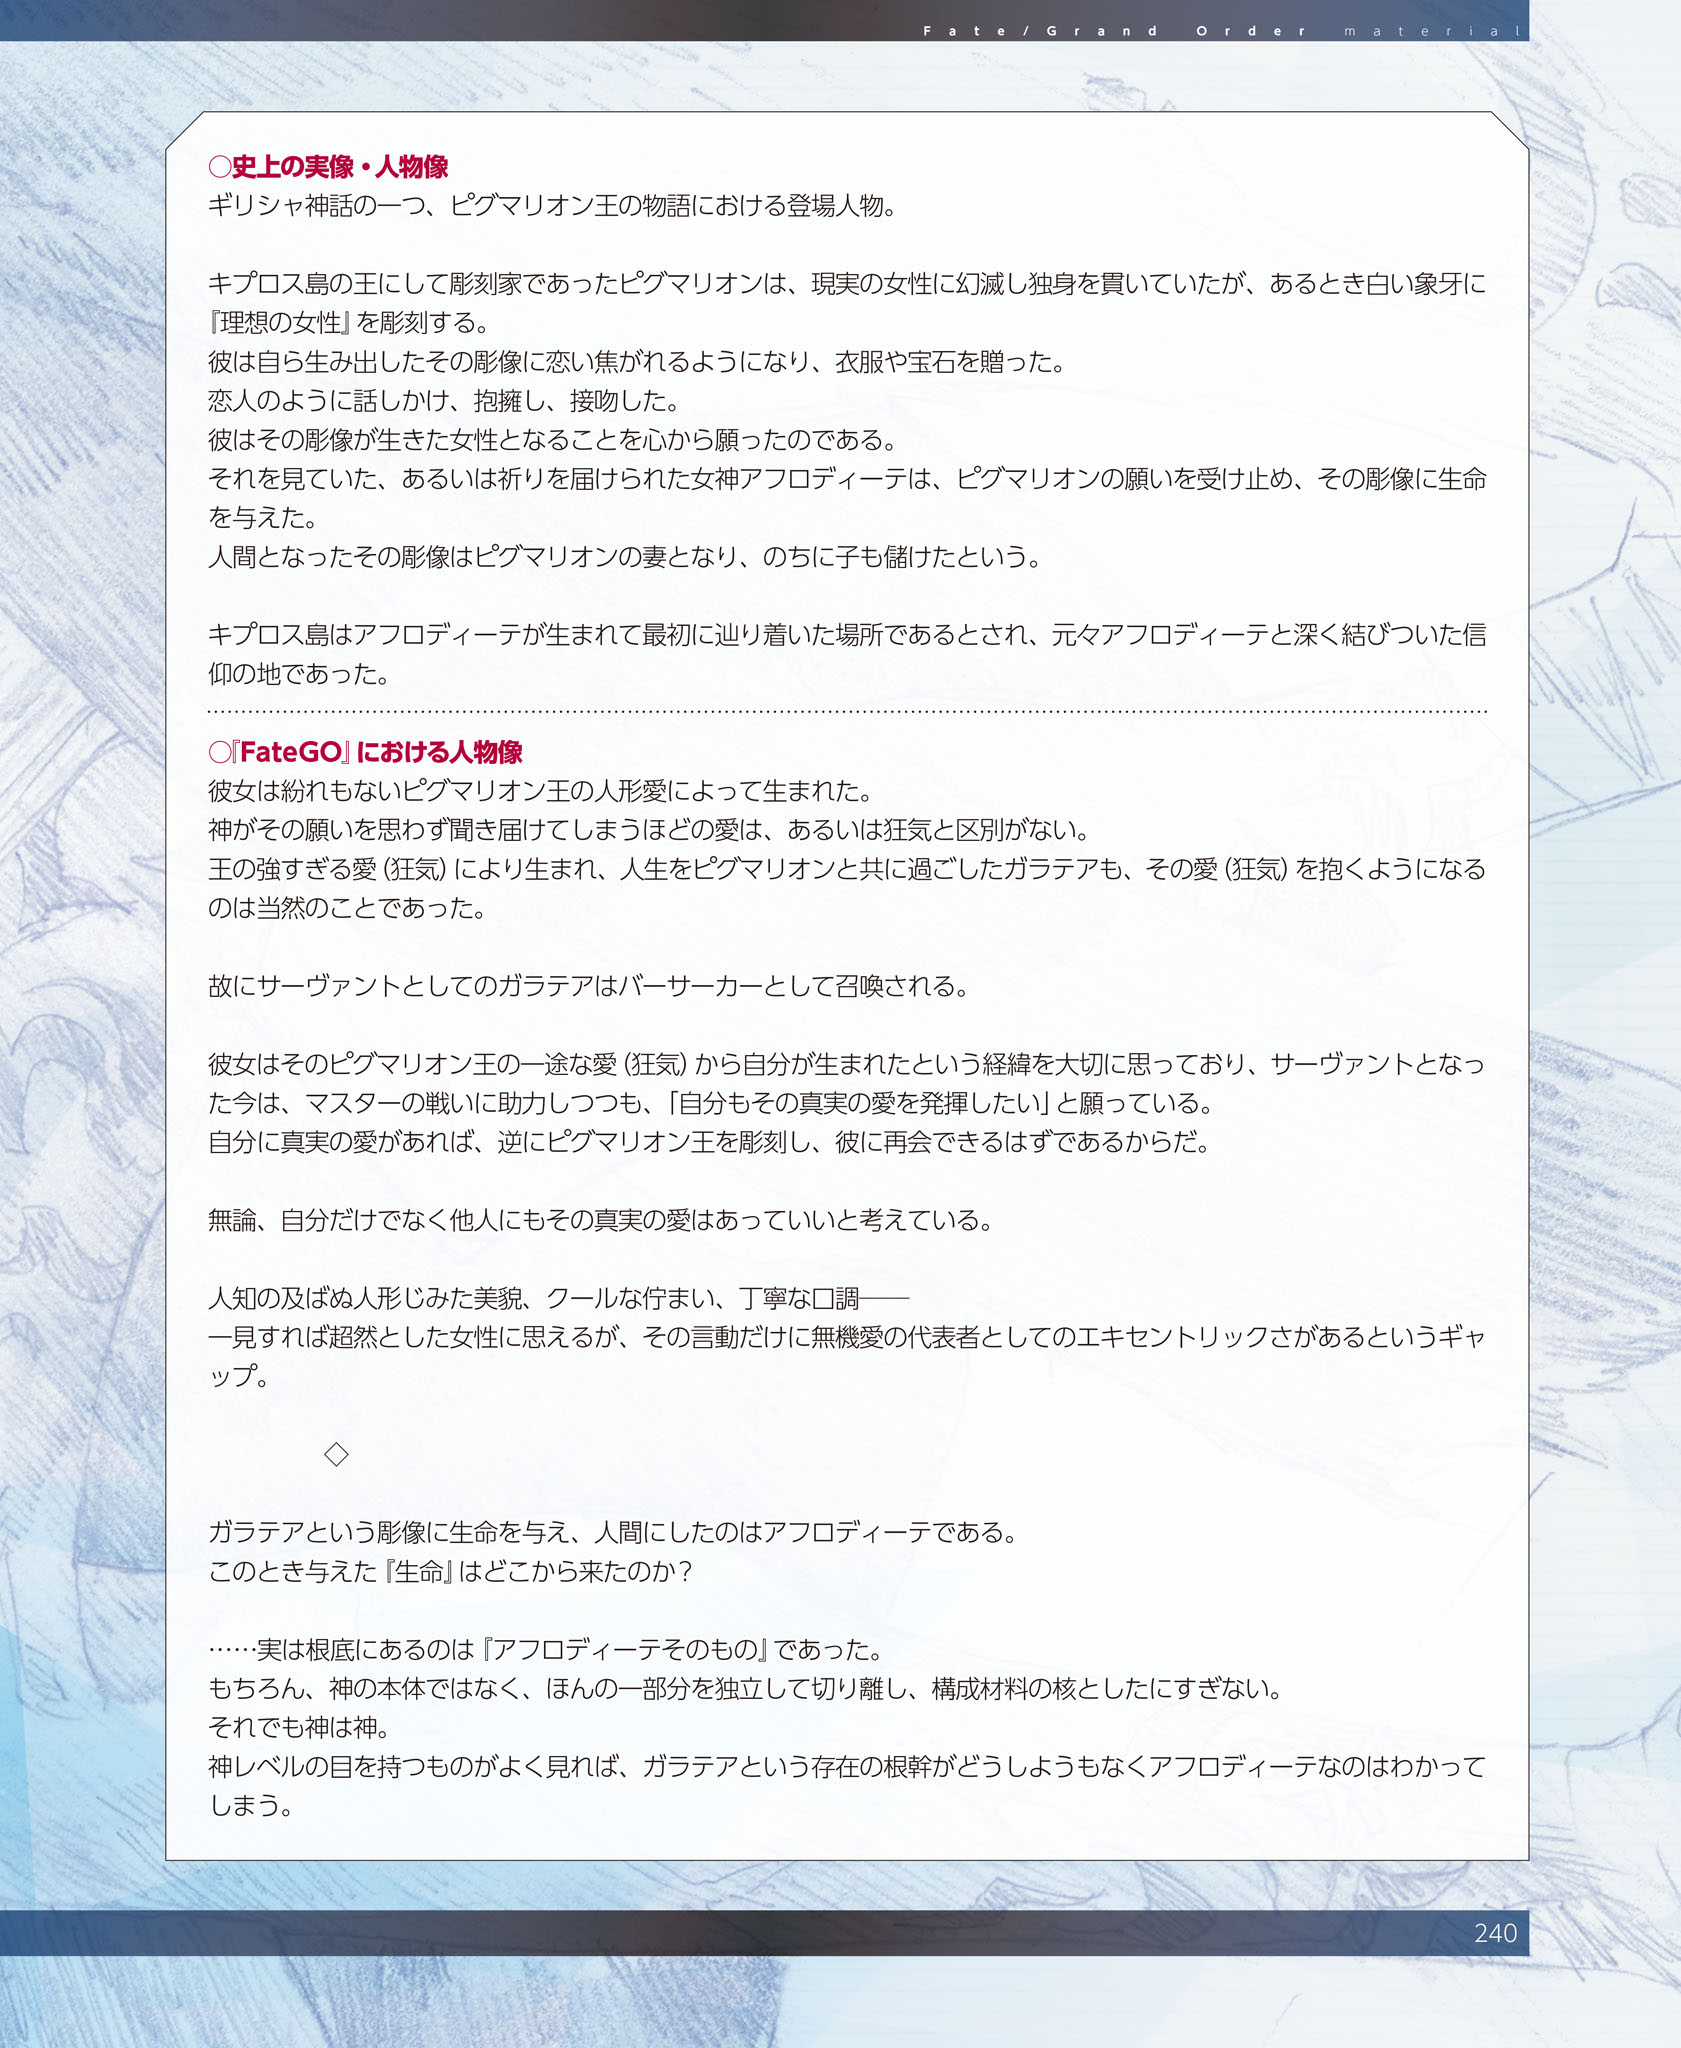 Fate/Grand Order material
○史上の実像・人物像
ギリシャ神話の一つ、ピグマリオン王の物語における登場人物。
キプロス島の王にして彫刻家であったピグマリオンは、現実の女性に幻滅し独身を貫いていたが、あるとき白い象牙に
『理想の女性』を彫刻する。
彼は自ら生み出したその彫像に恋い焦がれるようになり、衣服や宝石を贈った。
恋人のように話しかけ、抱擁し、接吻した。
彼はその彫像が生きた女性となることを心から願ったのである。
それを見ていた、あるいは祈りを届けられた女神アフロディーテは、ピグマリオンの願いを受け止め、その彫像に生命
を与えた。
人間となったその彫像はピグマリオンの妻となり、のちに子も儲けたという。
キプロス島はアフロディーテが生まれて最初に辿り着いた場所であるとされ、元々アフロディーテと深く結びついた信
仰の地であった。
○『FateGO』における人物像
彼女は紛れもないピグマリオン王の人形愛によって生まれた。
神がその願いを思わず聞き届けてしまうほどの愛は、あるいは狂気と区別がない。
王の強すぎる愛（狂気）により生まれ、人生をピグマリオンと共に過ごしたガラテアも、その愛（狂気）を抱くようになる
のは当然のことであった。
故にサーヴァントとしてのガラテアはバーサーカーとして召喚される。
彼女はそのピグマリオン王の一途な愛（狂気）から自分が生まれたという経緯を大切に思っており、サーヴァントとなっ
た今は、マスターの戦いに助力しつつも、「自分もその真実の愛を発揮したい」と願っている。
自分に真実の愛があれば、逆にピグマリオン王を彫刻し、彼に再会できるはずであるからだ。
無論、自分だけでなく他人にもその真実の愛はあっていいと考えている。
人知の及ばぬ人形じみた美貌、クールな佇まい、丁寧な口調――
一見すれば超然とした女性に思えるが、その言動だけに無機愛の代表者としてのエキセントリックさがあるというギャ
ップ。
◇
ガラテアという彫像に生命を与え、人間にしたのはアフロディーテである。
このとき与えた『生命』はどこから来たのか？
……実は根底にあるのは『アフロディーテそのもの』であった。
もちろん、神の本体ではなく、ほんの一部分を独立して切り離し、構成材料の核としたにすぎない。
それでも神は神。
神レベルの目を持つものがよく見れば、ガラテアという存在の根幹がどうしようもなくアフロディーテなのはわかって
しまう。
240